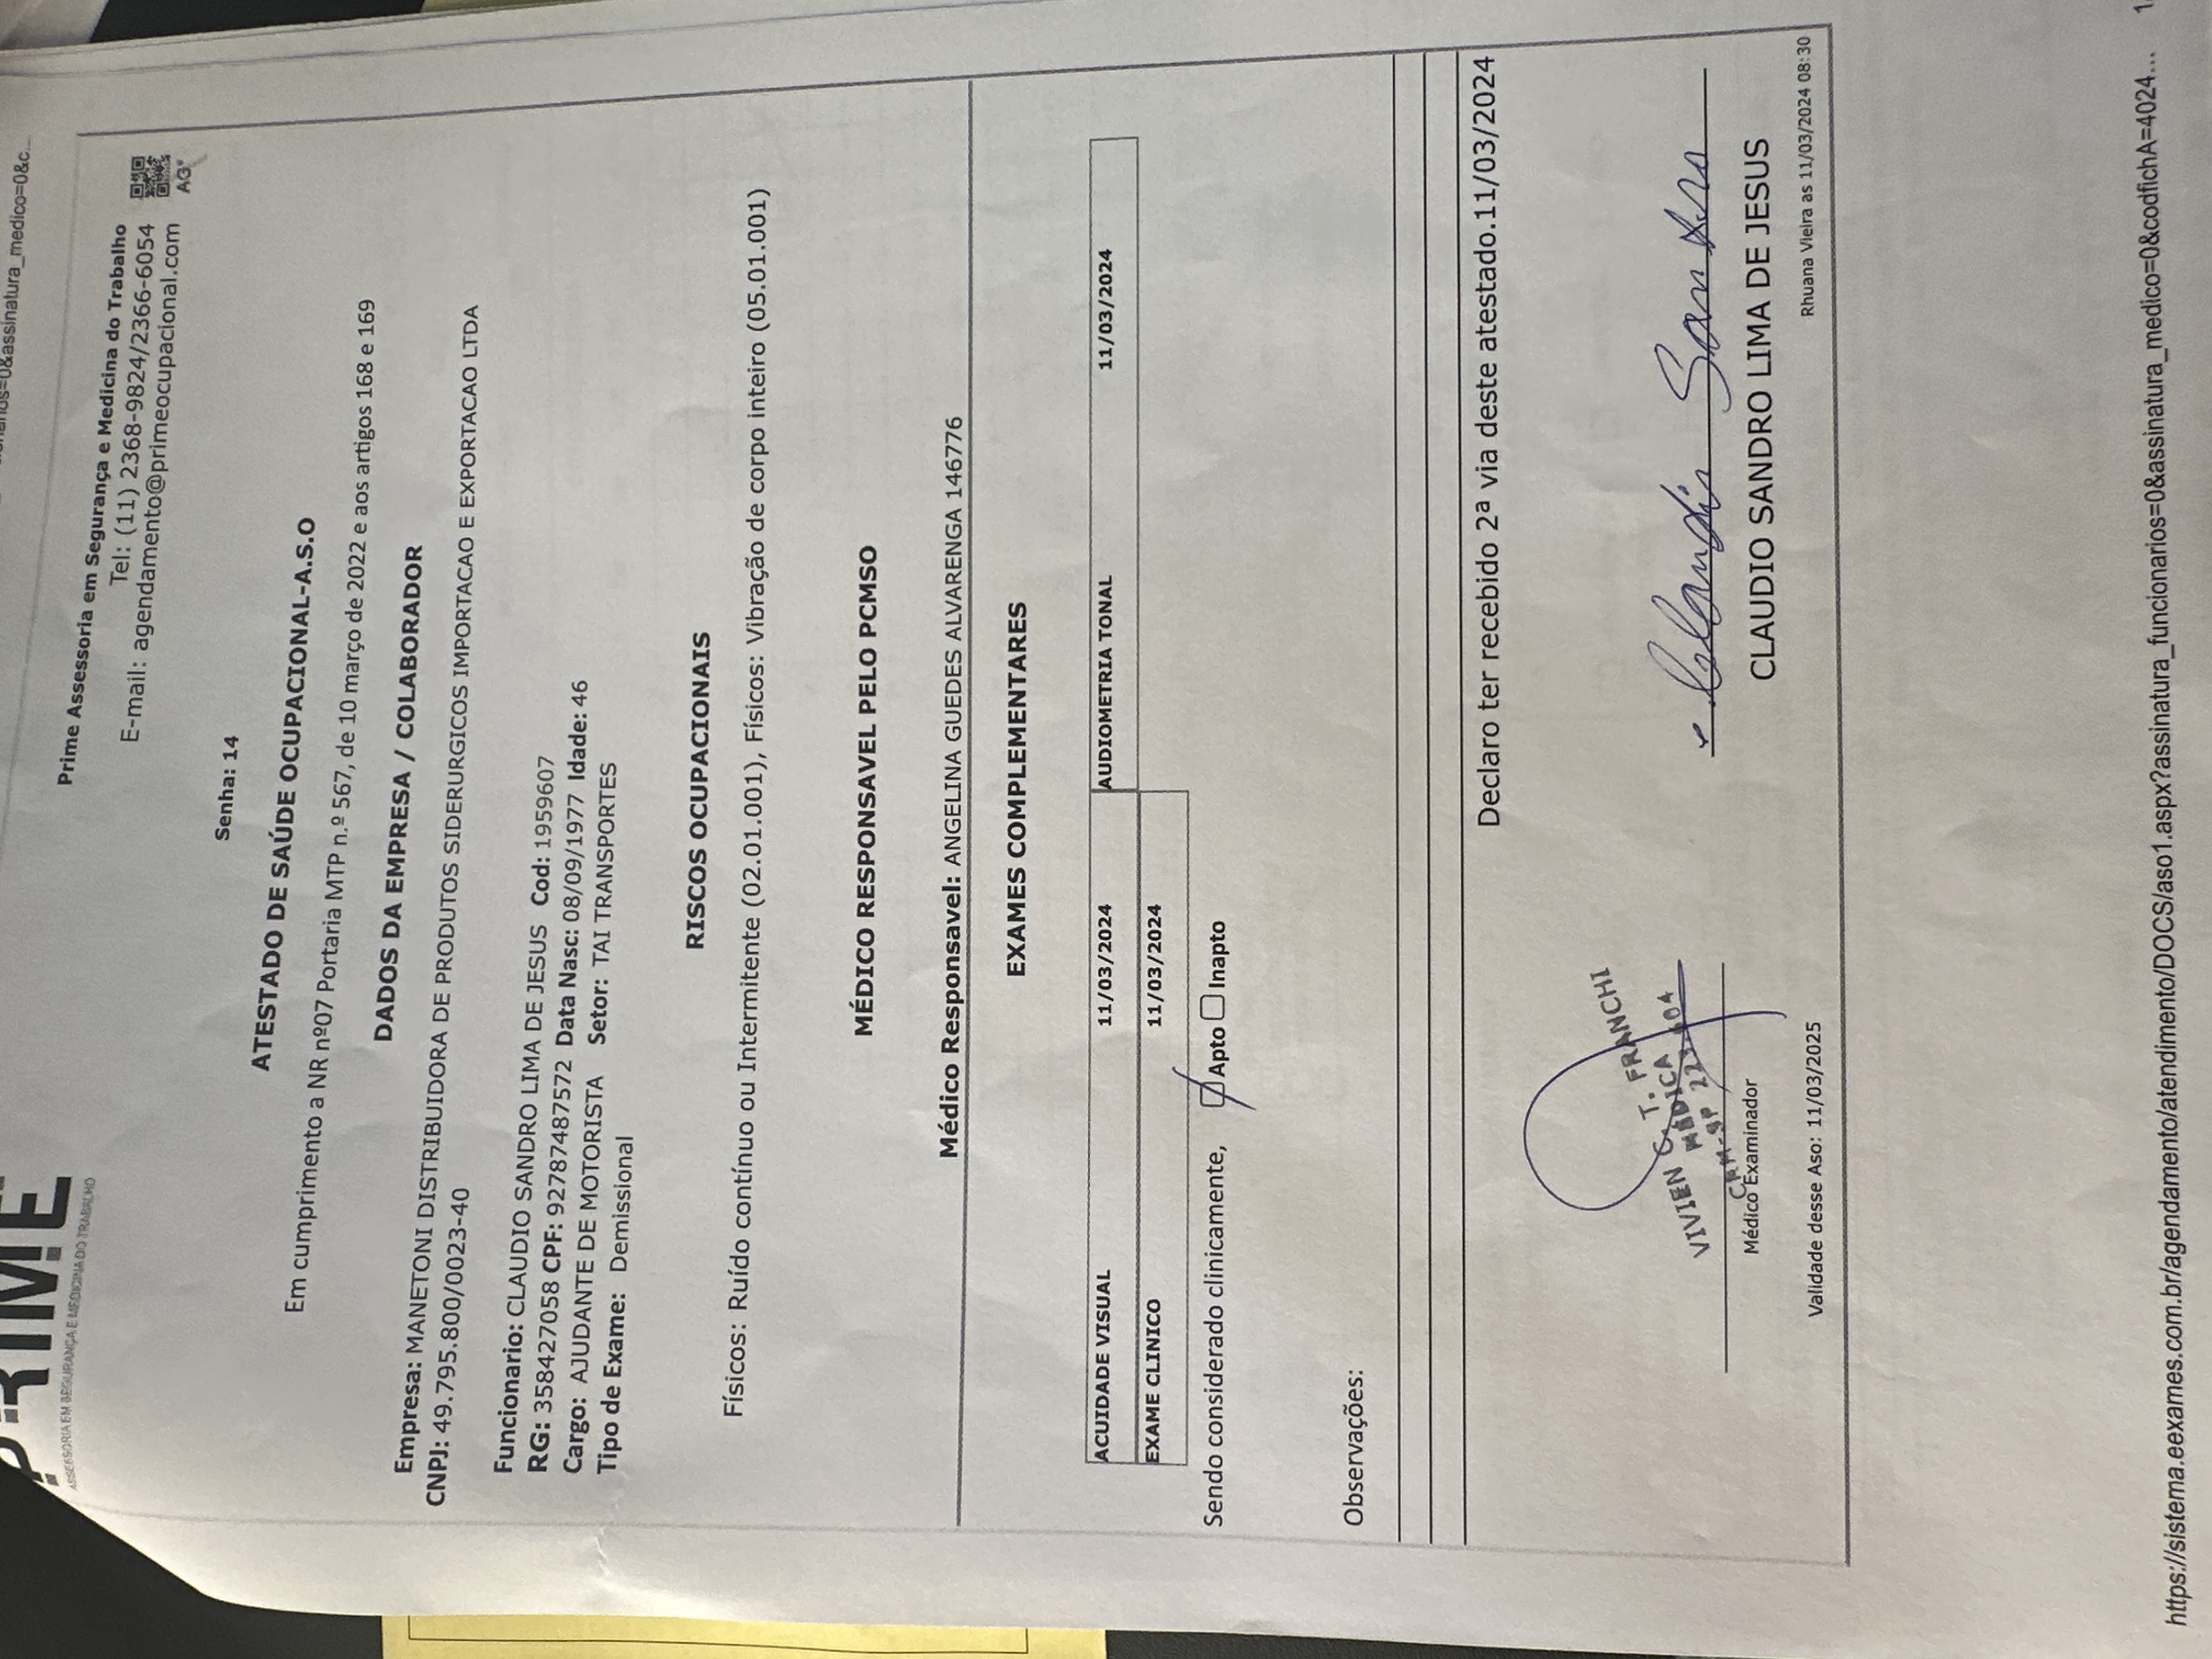 PRIME
ASSESSORIA EM SEGURANÇA E MEDICINA DO TRABALHO
=0&assinatura_medico=0&c...
Prime Assessoria em Segurança e Medicina do Trabalho
Tel: (11) 2368-9824/2366-6054
E-mail: agendamento@primeocupacional.com
AG
Senha: 14
ATESTADO DE SAÚDE OCUPACIONAL-A.S.O
Em cumprimento a NR nº07 Portaria MTP n.º 567, de 10 março de 2022 e aos artigos 168 e 169
DADOS DA EMPRESA / COLABORADOR
Empresa: MANETONI DISTRIBUIDORA DE PRODUTOS SIDERURGICOS IMPORTACAO E EXPORTACAO LTDA
CNPJ: 49.795.800/0023-40
Funcionario: CLAUDIO SANDRO LIMA DE JESUS Cod: 1959607
RG: 358427058 CPF: 92787487572 Data Nasc: 08/09/1977 Idade: 46
Cargo: AJUDANTE DE MOTORISTA Setor: TAI TRANSPORTES
Tipo de Exame: Demissional
RISCOS OCUPACIONAIS
Físicos: Ruído contínuo ou Intermitente (02.01.001), Físicos: Vibração de corpo inteiro (05.01.001)
MÉDICO RESPONSAVEL PELO PCMSO
Médico Responsavel: ANGELINA GUEDES ALVARENGA 146776
EXAMES COMPLEMENTARES
ACUIDADE VISUAL 11/03/2024 AUDIOMETRIA TONAL 11/03/2024
EXAME CLINICO 11/03/2024
Sendo considerado clinicamente, Apto Inapto
Observações:
Declaro ter recebido 2ª via deste atestado.11/03/2024
VIVIEN C. T. FRANCHI
MÉDICA
CRM-SP
Médico Examinador
Claudio Sandro
CLAUDIO SANDRO LIMA DE JESUS
Validade desse Aso: 11/03/2025
Rhuana Vieira as 11/03/2024 08:30
https://sistema.eexames.com.br/agendamento/atendimento/DOCS/aso1.aspx?assinatura_funcionarios=0&assinatura_medico=0&codfichA=4024...